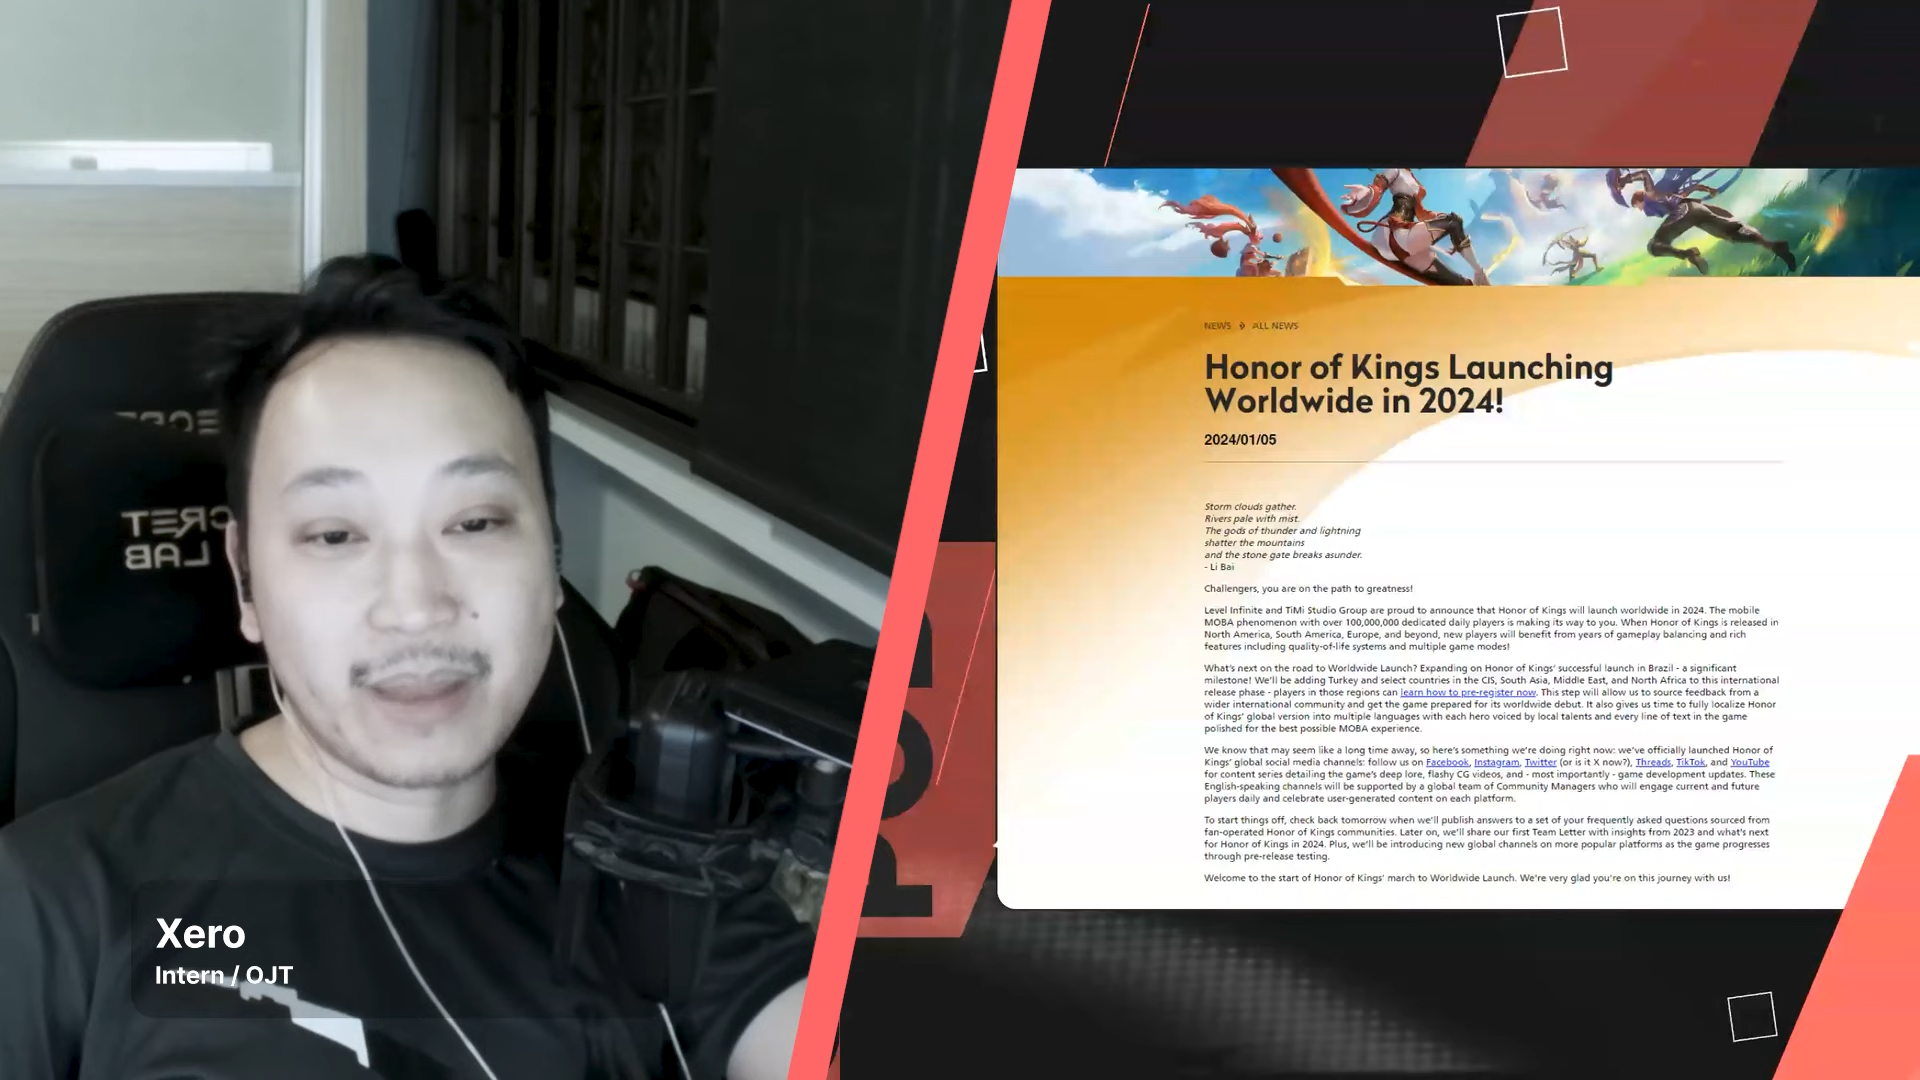 SECRET
SECRET
LAB
Xero
Intern / OJT
NEWS ALL NEWS
Honor of Kings Launching
Worldwide in 2024!
2024/01/05
Storm clouds gather.
Rivers pale with mist.
The gods of thunder and lightning
shatter the mountains
and the stone gate breaks asunder.
- Li Bai
Challengers, you are on the path to greatness!
Level Infinite and TiMi Studio Group are proud to announce that Honor of Kings will launch worldwide in 2024. The mobile
MOBA phenomenon with over 100,000,000 dedicated daily players is making its way to you. When Honor of Kings is released in
North America, South America, Europe, and beyond, new players will benefit from years of gameplay balancing and rich
features including quality-of-life systems and multiple game modes!
What's next on the road to Worldwide Launch? Expanding on Honor of Kings' successful launch in Brazil - a significant
milestone! We'll be adding Turkey and select countries in the CIS, South Asia, Middle East, and North Africa to this international
release phase - players in those regions can learn how to pre-register now. This step will allow us to source feedback from a
wider international community and get the game prepared for its worldwide debut. It also gives us time to fully localize Honor
of Kings' global version into multiple languages with each hero voiced by local talents and every line of text in the game
polished for the best possible MOBA experience.
We know that may seem like a long time away, so here's something we're doing right now: we've officially launched Honor of
Kings' global social media channels: follow us on Facebook, Instagram, Twitter (or is it X now?), Threads, TikTok, and YouTube
for content series detailing the game's deep lore, flashy CG videos, and - most importantly - game development updates. These
English-speaking channels will be supported by a global team of Community Managers who will engage current and future
players daily and celebrate user-generated content on each platform.
To start things off, check back tomorrow when we'll publish answers to a set of your frequently asked questions sourced from
fan-operated Honor of Kings communities. Later on, we'll share our first Team Letter with insights from 2023 and what's next
for Honor of Kings in 2024. Plus, we'll be introducing new global channels on more popular platforms as the game progresses
through pre-release testing.
Welcome to the start of Honor of Kings' march to Worldwide Launch. We're very glad you're on this journey with us!